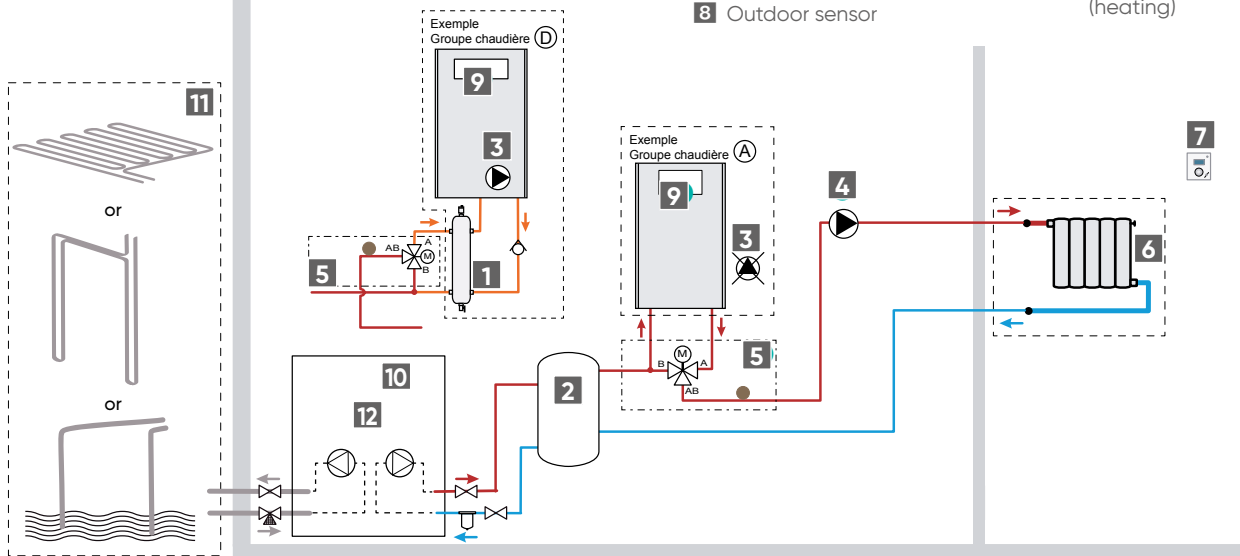 8 Outdoor sensor
(heating)
Exemple
Groupe chaudière D
9
3
11
or
or
AB
A
M
B
5
1
Exemple
Groupe chaudière A
9
3
4
7
6
B
M
A
AB
5
10
12
2